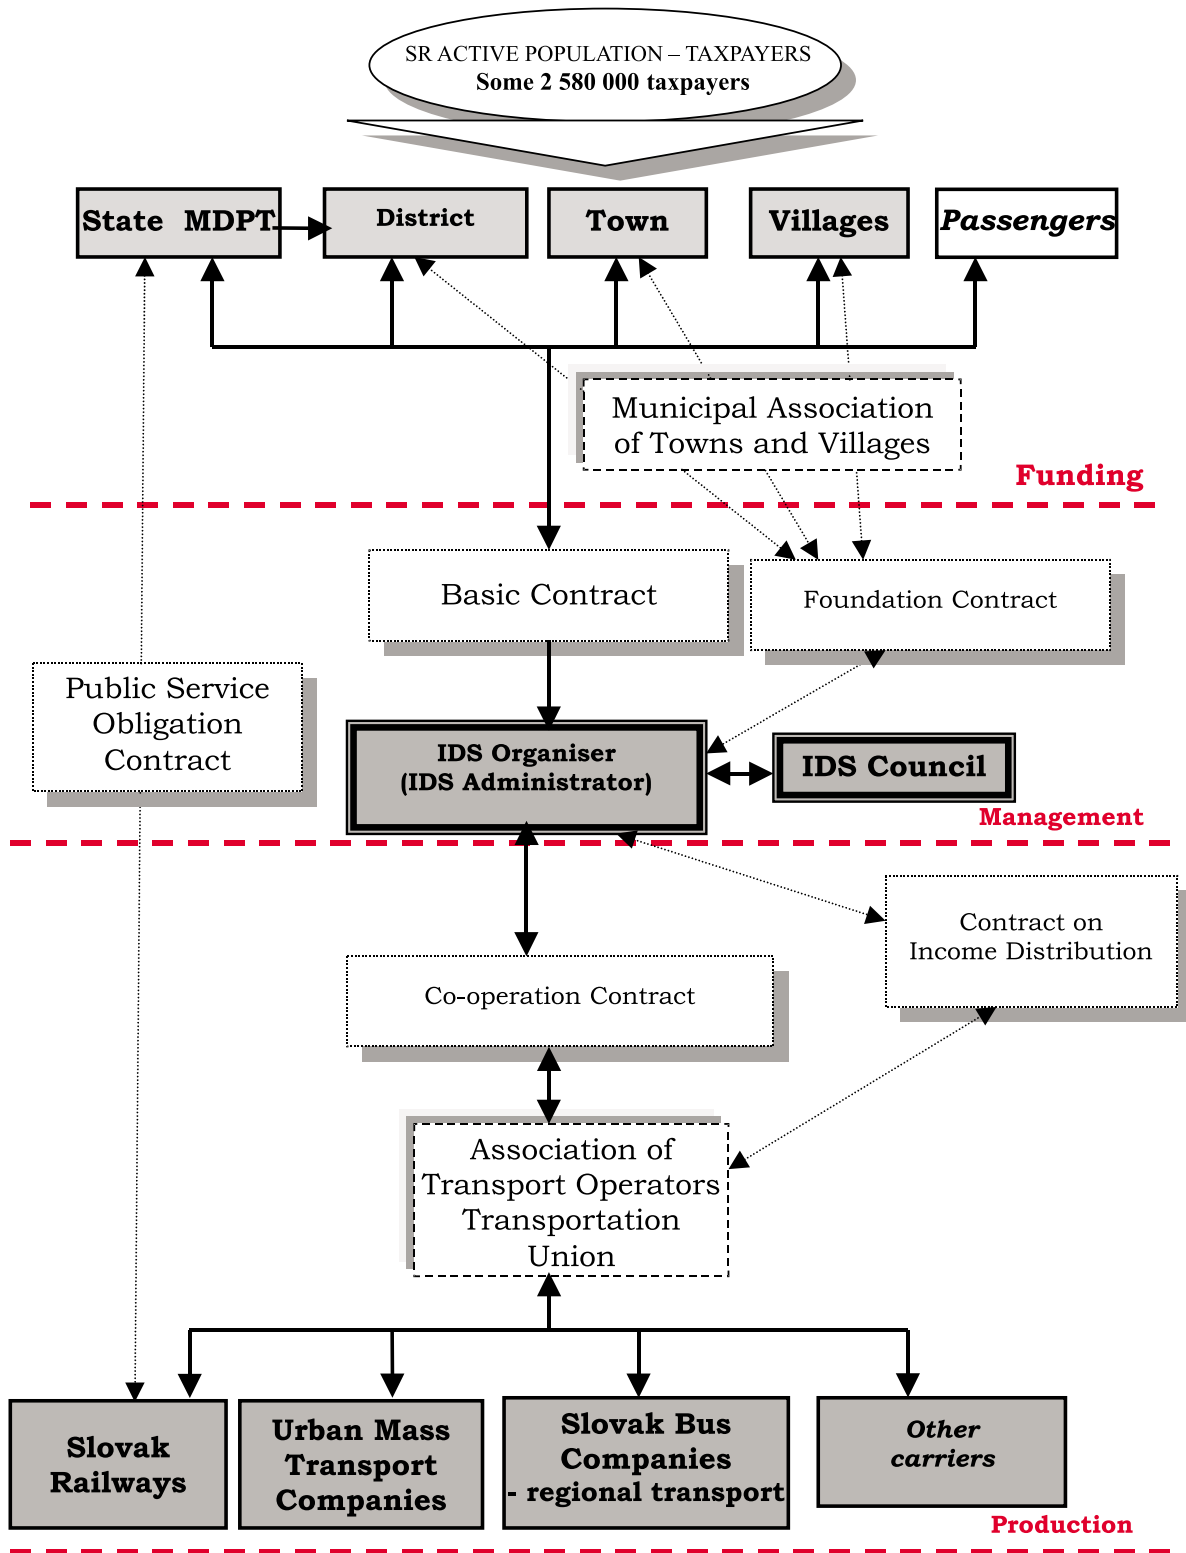 SR ACTIVE POPULATION – TAXPAYERS
Some 2 580 000 taxpayers
State MDPT
District
Town
Villages
Passengers
Municipal Association
of Towns and Villages
Funding
Basic Contract
Foundation Contract
Public Service
Obligation
Contract
IDS Organiser
(IDS Administrator)
IDS Council
Management
Contract on
Income Distribution
Co-operation Contract
Association of
Transport Operators
Transportation
Union
Slovak
Railways
Urban Mass
Transport
Companies
Slovak Bus
Companies
- regional transport
Other
carriers
Production